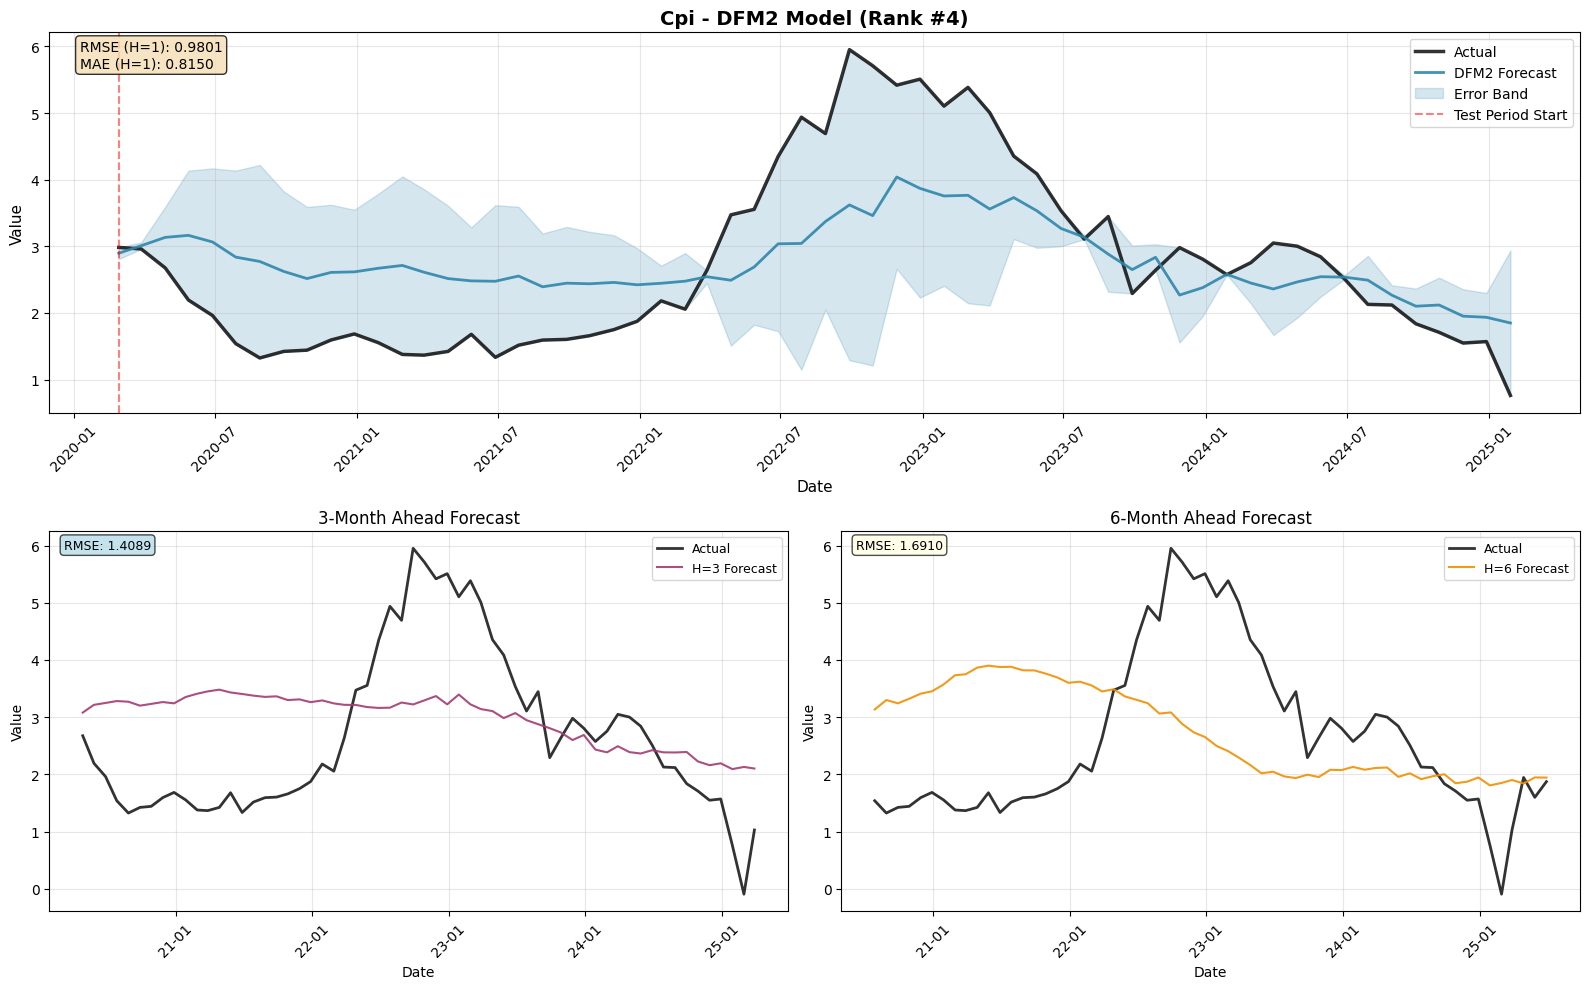 Cpi - DFM2 Model (Rank #4)
RMSE (H=1): 0.9801
MAE (H=1): 0.8150
Actual
DFM2 Forecast
Error Band
Test Period Start
Value
6
5
4
3
2
1
2020-01
2020-07
2021-01
2021-07
2022-01
2022-07
2023-01
2023-07
2024-01
2024-07
2025-01
Date
3-Month Ahead Forecast
RMSE: 1.4089
Actual
H=3 Forecast
Value
6
5
4
3
2
1
0
21-01
22-01
23-01
24-01
25-01
Date
6-Month Ahead Forecast
RMSE: 1.6910
Actual
H=6 Forecast
Value
6
5
4
3
2
1
0
21-01
22-01
23-01
24-01
25-01
Date